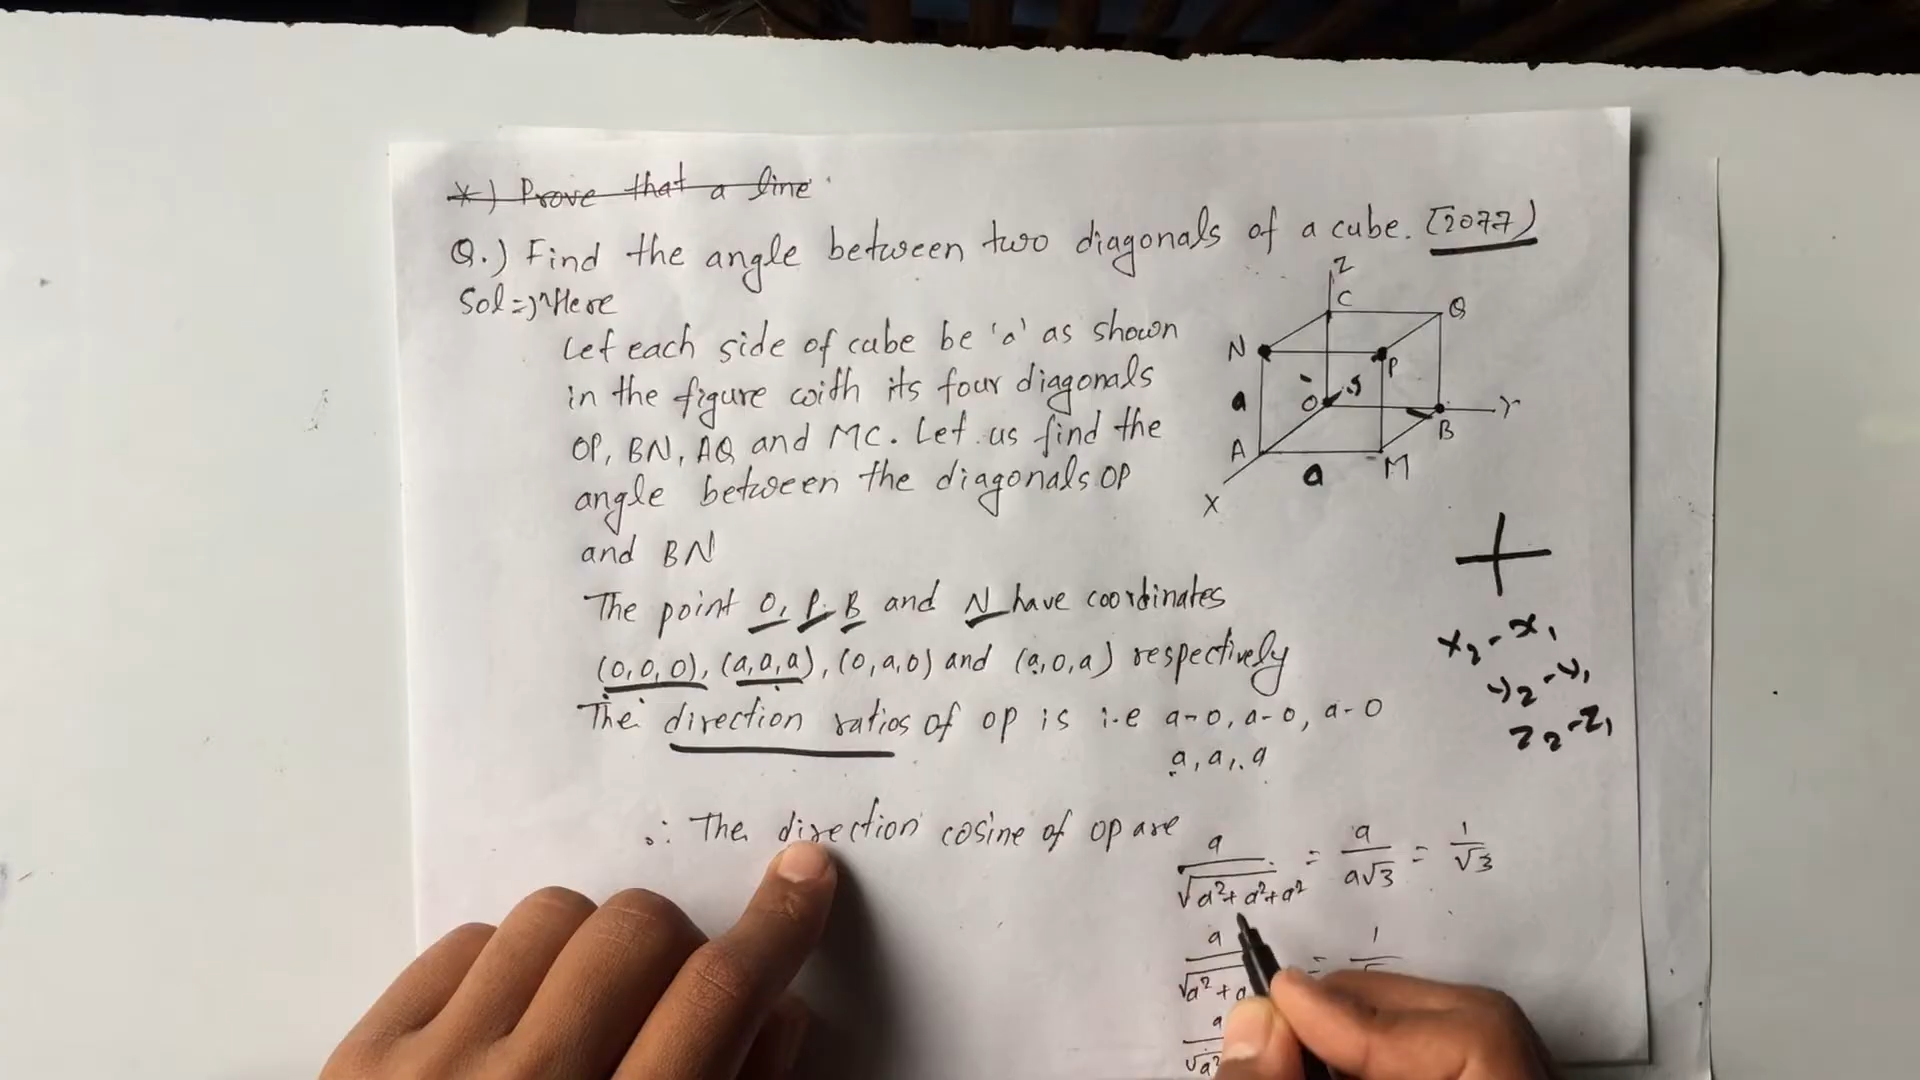 *) Prove that a line
Q.) Find the angle between two diagonals of a cube. [2077)
Sol=)ⁿHere
Let each side of cube be 'a' as shown
in the figure with its four diagonals
OP, BN, AQ and MC. Let us find the
angle between the diagonals OP
and BN
The point O, P, B and N have coordinates
(0,0,0), (a,a,a), (0,a,0) and (a,0,a) respectively
The direction ratios of OP is i.e a-0, a-0, a-0
a, a, a
∴ The direction cosine of OP are
a/√a²+a²+a² = a/a√3 = 1/√3
a/√a²+a = 1/√
a/√a²
Z
C
Q
N
P
a
O
Y
B
A
M
a
X
x₂-x₁
y₂-y₁
z₂-z₁